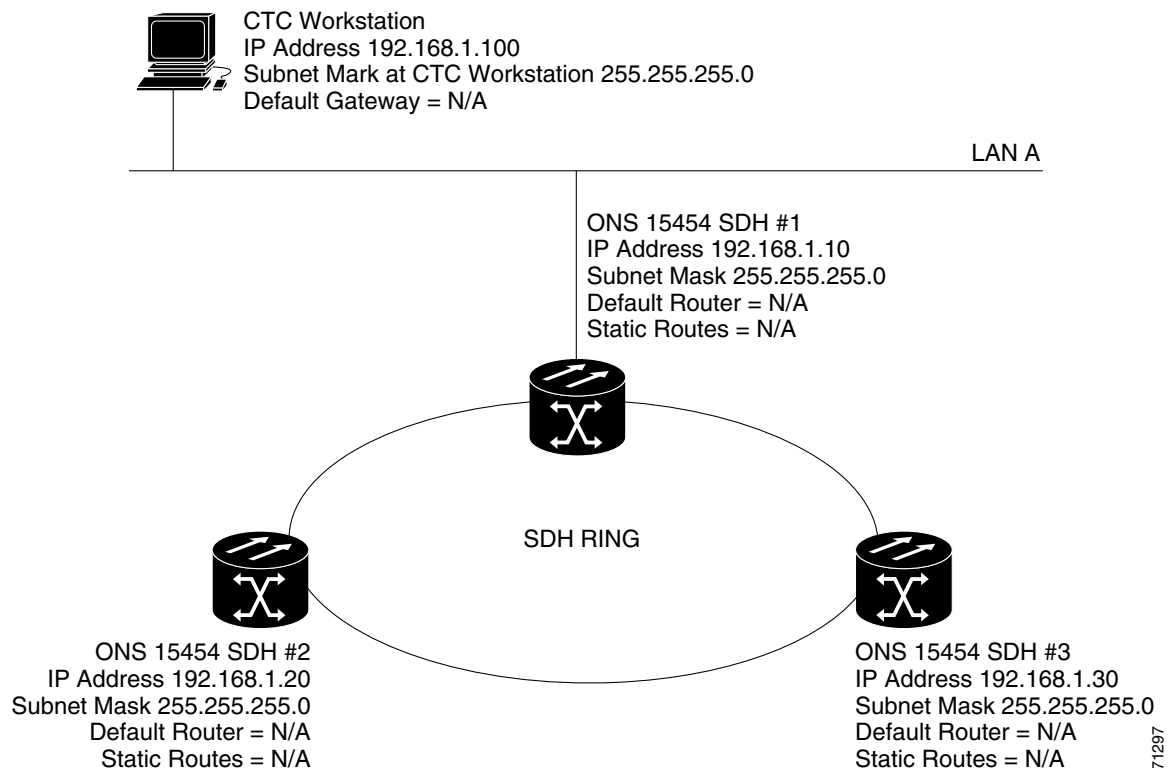 CTC Workstation
IP Address 192.168.1.100
Subnet Mark at CTC Workstation 255.255.255.0
Default Gateway = N/A
LAN A
ONS 15454 SDH #1
IP Address 192.168.1.10
Subnet Mask 255.255.255.0
Default Router = N/A
Static Routes = N/A
SDH RING
ONS 15454 SDH #2
IP Address 192.168.1.20
Subnet Mask 255.255.255.0
Default Router = N/A
Static Routes = N/A
ONS 15454 SDH #3
IP Address 192.168.1.30
Subnet Mask 255.255.255.0
Default Router = N/A
Static Routes = N/A
71297